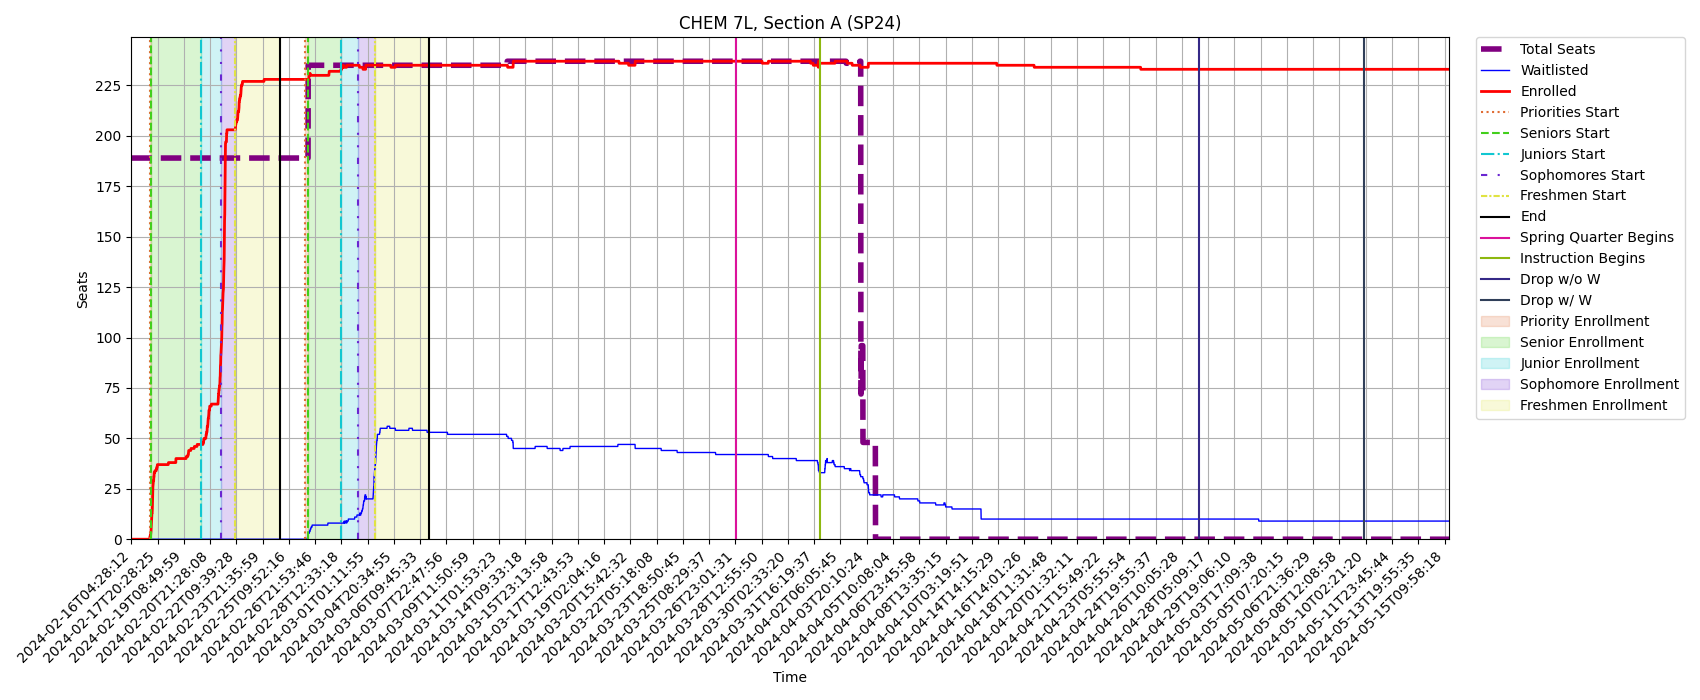 CHEM 7L, Section A (SP24)
Seats
225
200
175
150
125
100
75
50
25
0
2024-02-16T04:28:12
2024-02-17T20:28:25
2024-02-19T08:49:59
2024-02-20T21:28:08
2024-02-22T09:39:28
2024-02-23T21:35:59
2024-02-25T09:52:16
2024-02-26T21:53:46
2024-02-28T12:33:18
2024-03-01T01:11:55
2024-03-04T20:34:55
2024-03-06T09:45:33
2024-03-07T22:47:56
2024-03-09T11:50:59
2024-03-11T11:53:23
2024-03-14T09:33:18
2024-03-15T23:13:58
2024-03-17T12:43:53
2024-03-19T02:04:16
2024-03-20T15:42:32
2024-03-22T05:18:08
2024-03-23T18:50:45
2024-03-25T08:29:37
2024-03-26T23:01:31
2024-03-28T12:55:50
2024-03-30T02:33:20
2024-03-31T16:19:37
2024-04-02T06:05:45
2024-04-03T20:10:24
2024-04-05T10:08:04
2024-04-06T23:45:58
2024-04-08T13:35:15
2024-04-10T03:19:51
2024-04-14T14:15:29
2024-04-16T14:01:26
2024-04-18T11:31:48
2024-04-20T01:32:11
2024-04-21T15:49:22
2024-04-23T05:55:54
2024-04-24T19:55:37
2024-04-26T10:05:28
2024-04-28T05:09:17
2024-04-29T19:06:10
2024-05-03T17:09:38
2024-05-05T07:20:15
2024-05-06T21:36:29
2024-05-08T12:08:58
2024-05-10T02:21:20
2024-05-11T23:45:44
2024-05-13T19:55:35
2024-05-15T09:58:18
Time
Total Seats
Waitlisted
Enrolled
Priorities Start
Seniors Start
Juniors Start
Sophomores Start
Freshmen Start
End
Spring Quarter Begins
Instruction Begins
Drop w/o W
Drop w/ W
Priority Enrollment
Senior Enrollment
Junior Enrollment
Sophomore Enrollment
Freshmen Enrollment